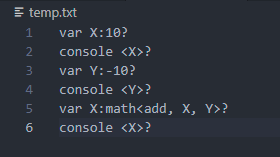 temp.txt
1 var X:10?
2 console <X>?
3 var Y:-10?
4 console <Y>?
5 var X:math<add, X, Y>?
6 console <X>?